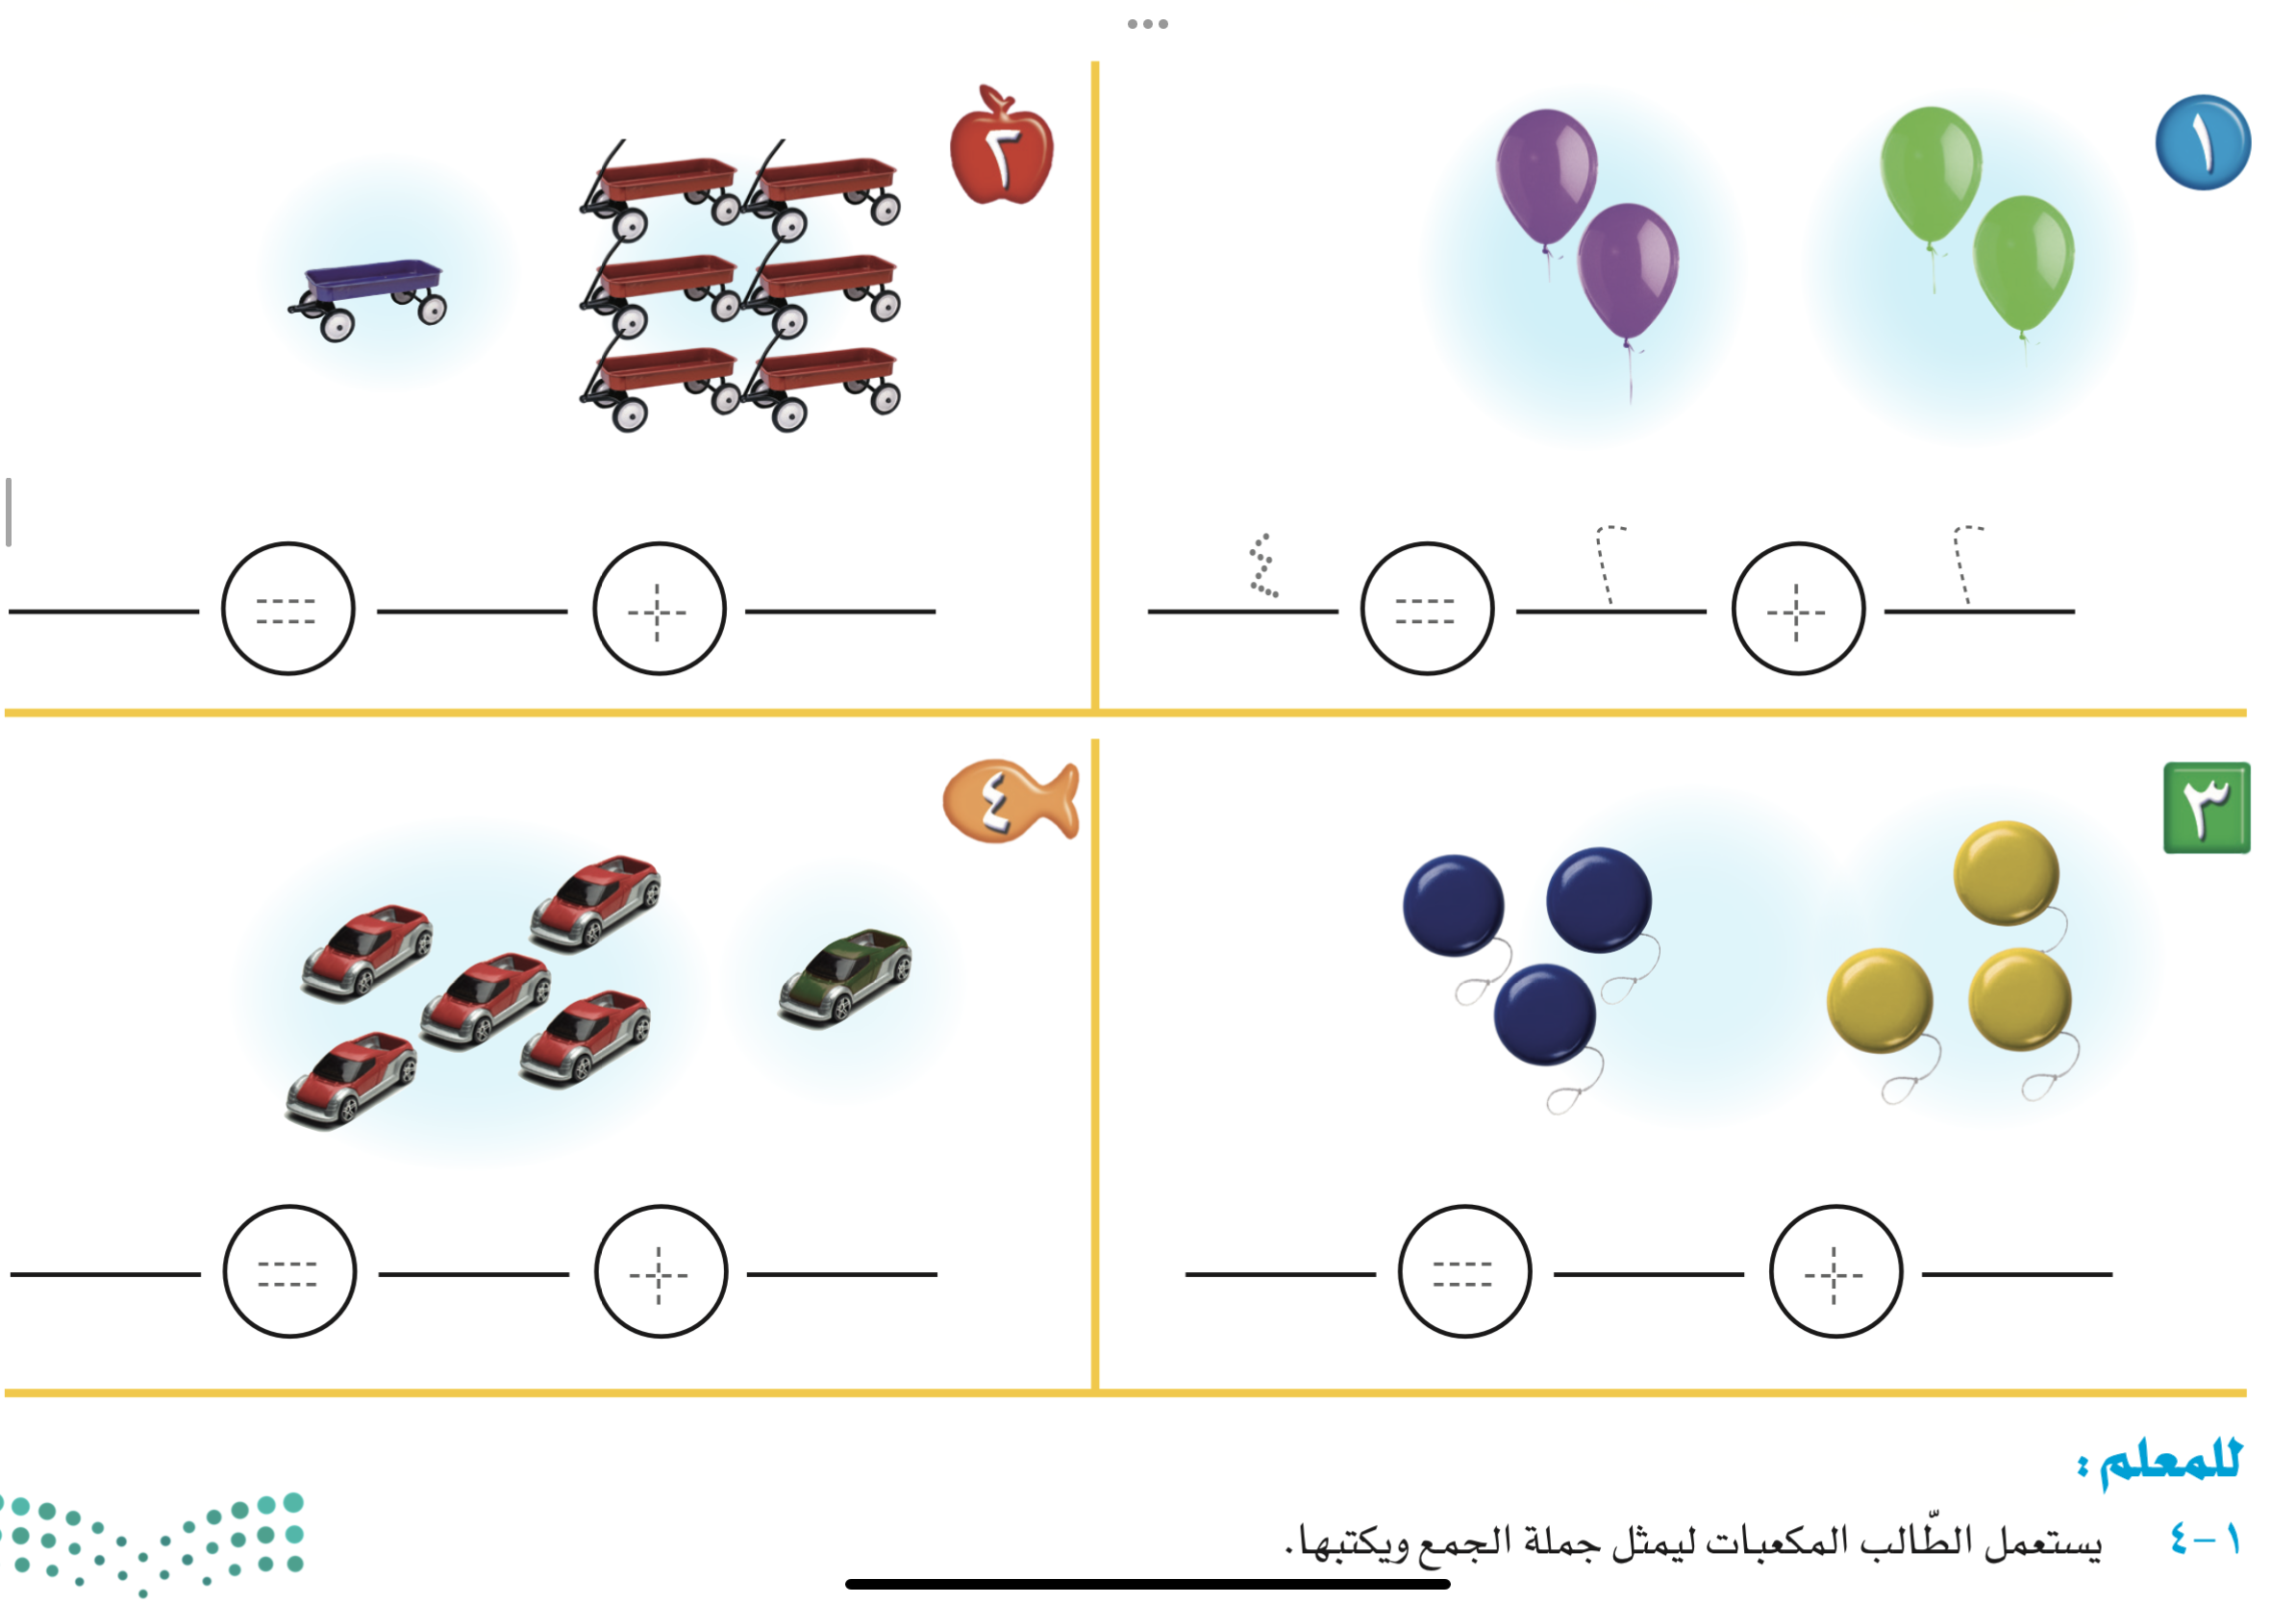 ١
٢ + ٢ = ٤
٢
+ =
٣
+ =
٤
+ =
للمعلم :
١-٤ يستعمل الطّالب المكعبات ليمثل جملة الجمع ويكتبها.